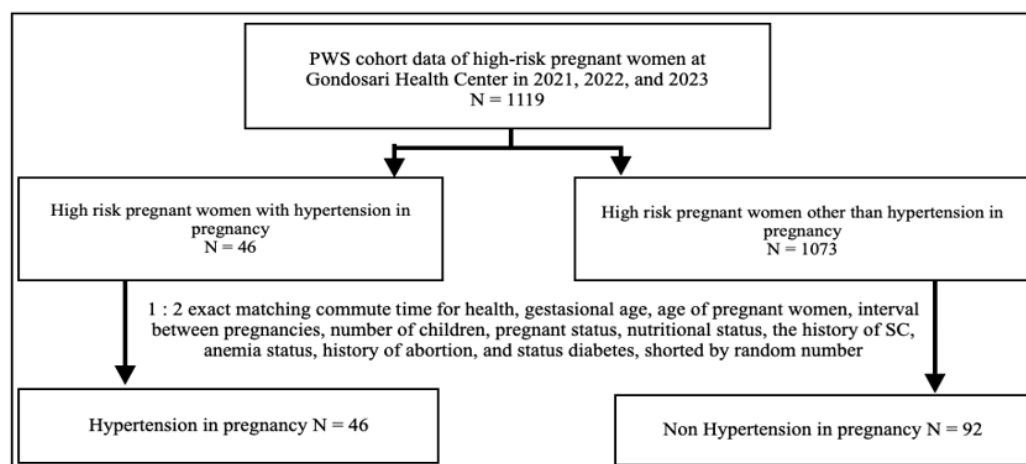 PWS cohort data of high-risk pregnant women at
Gondosari Health Center in 2021, 2022, and 2023
N = 1119
High risk pregnant women with hypertension in
pregnancy
N = 46
High risk pregnant women other than hypertension in
pregnancy
N = 1073
1 : 2 exact matching commute time for health, gestasional age, age of pregnant women, interval
between pregnancies, number of children, pregnant status, nutritional status, the history of SC,
anemia status, history of abortion, and status diabetes, shorted by random number
Hypertension in pregnancy N = 46
Non Hypertension in pregnancy N = 92